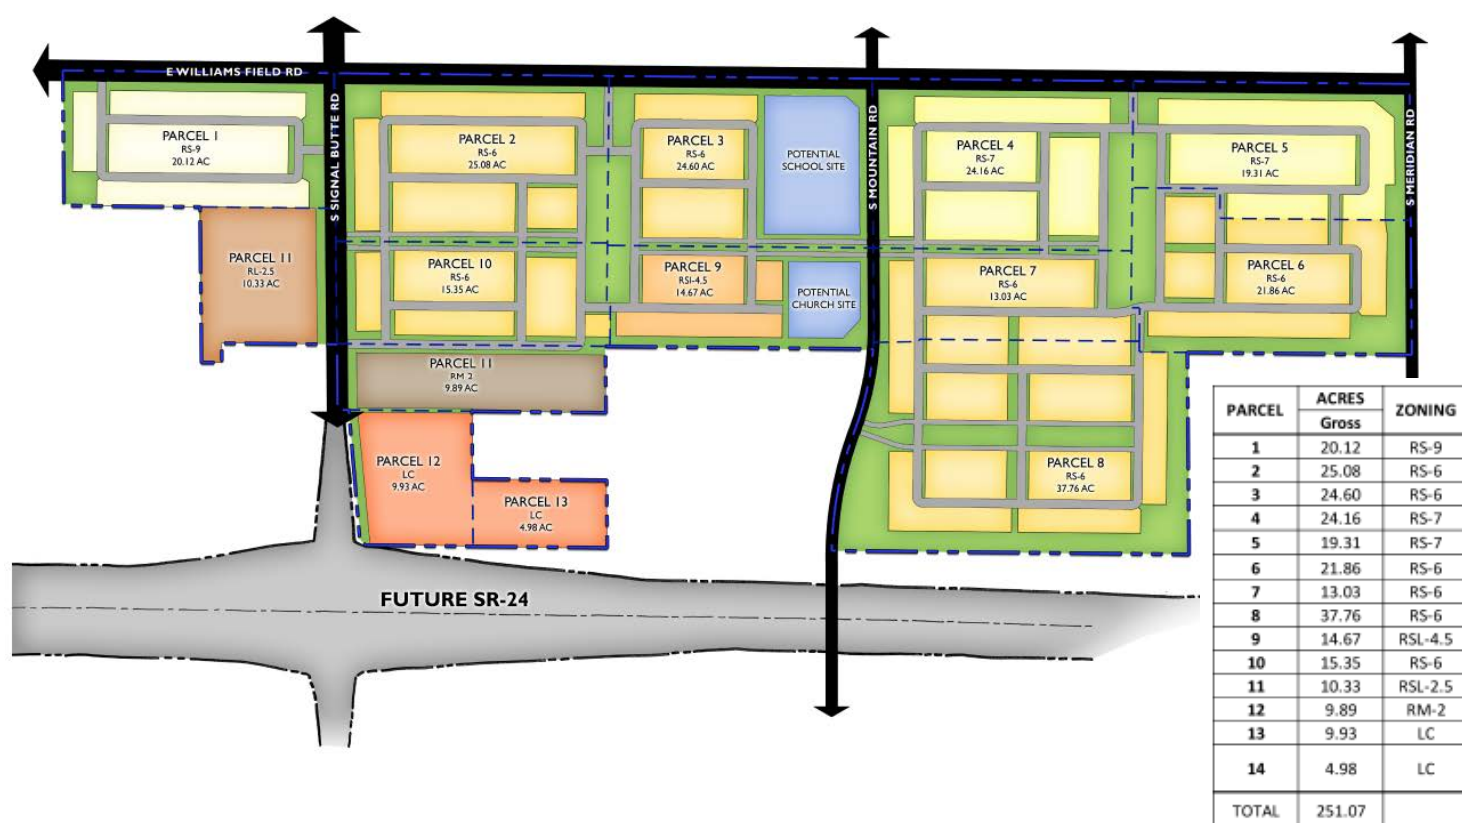 E WILLIAMS FIELD RD
S SIGNAL BUTTE RD
S MOUNTAIN RD
S MERIDIAN RD
PARCEL 1
RS-9
20.12 AC
PARCEL 2
RS-6
25.08 AC
PARCEL 3
RS-6
24.60 AC
POTENTIAL
SCHOOL SITE
PARCEL 4
RS-7
24.16 AC
PARCEL 5
RS-7
19.31 AC
PARCEL 11
RL-2.5
10.33 AC
PARCEL 10
RS-6
15.35 AC
PARCEL 9
RSl-4.5
14.67 AC
POTENTIAL
CHURCH SITE
PARCEL 7
RS-6
13.03 AC
PARCEL 6
RS-6
21.86 AC
PARCEL 11
RM-2
9.89 AC
PARCEL 12
LC
9.93 AC
PARCEL 13
LC
4.98 AC
PARCEL 8
RS-6
37.76 AC
FUTURE SR-24
PARCEL ACRES ZONING
Gross
1 20.12 RS-9
2 25.08 RS-6
3 24.60 RS-6
4 24.16 RS-7
5 19.31 RS-7
6 21.86 RS-6
7 13.03 RS-6
8 37.76 RS-6
9 14.67 RSL-4.5
10 15.35 RS-6
11 10.33 RSL-2.5
12 9.89 RM-2
13 9.93 LC
14 4.98 LC
TOTAL 251.07